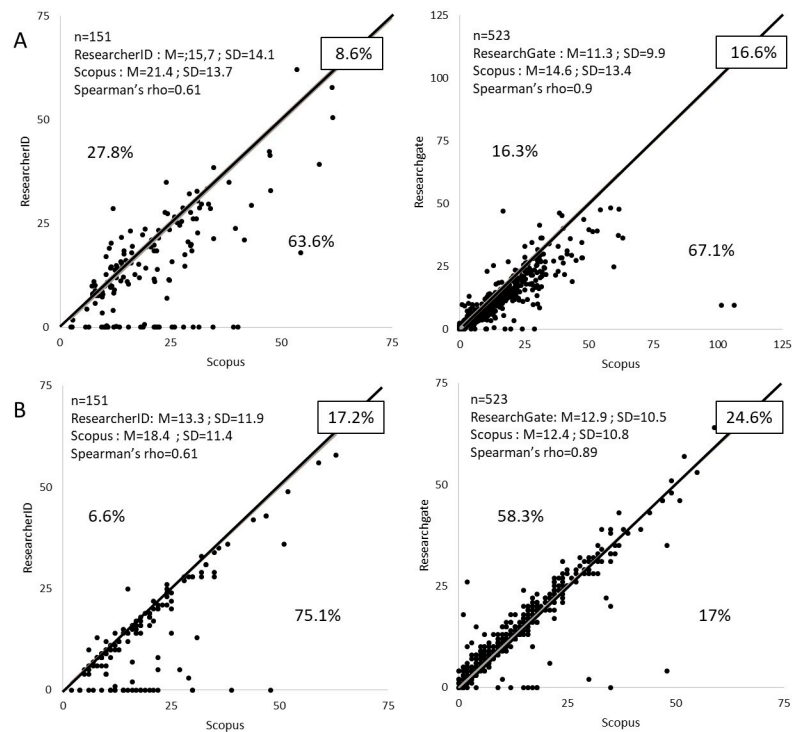 A
75
n=151
ResearcherID : M=;15,7 ; SD=14.1
Scopus : M=21.4 ; SD=13.7
Spearman's rho=0.61
8.6%
50
27.8%
ResearcherID
25
63.6%
0
0
25
50
75
Scopus
125
n=523
ResearchGate : M=11.3 ; SD=9.9
Scopus : M=14.6 ; SD=13.4
Spearman's rho=0.9
16.6%
100
75
16.3%
Researchgate
50
67.1%
25
0
0
25
50
75
100
125
Scopus
B
75
n=151
ResearcherID: M=13.3 ; SD=11.9
Scopus : M=18.4 ; SD=11.4
Spearman's rho=0.61
17.2%
50
6.6%
ResearcherID
25
75.1%
0
0
25
50
75
Scopus
75
n=523
ResearchGate: M=12.9 ; SD=10.5
Scopus : M=12.4 ; SD=10.8
Spearman's rho=0.89
24.6%
50
58.3%
Researchgate
25
17%
0
0
25
50
75
Scopus